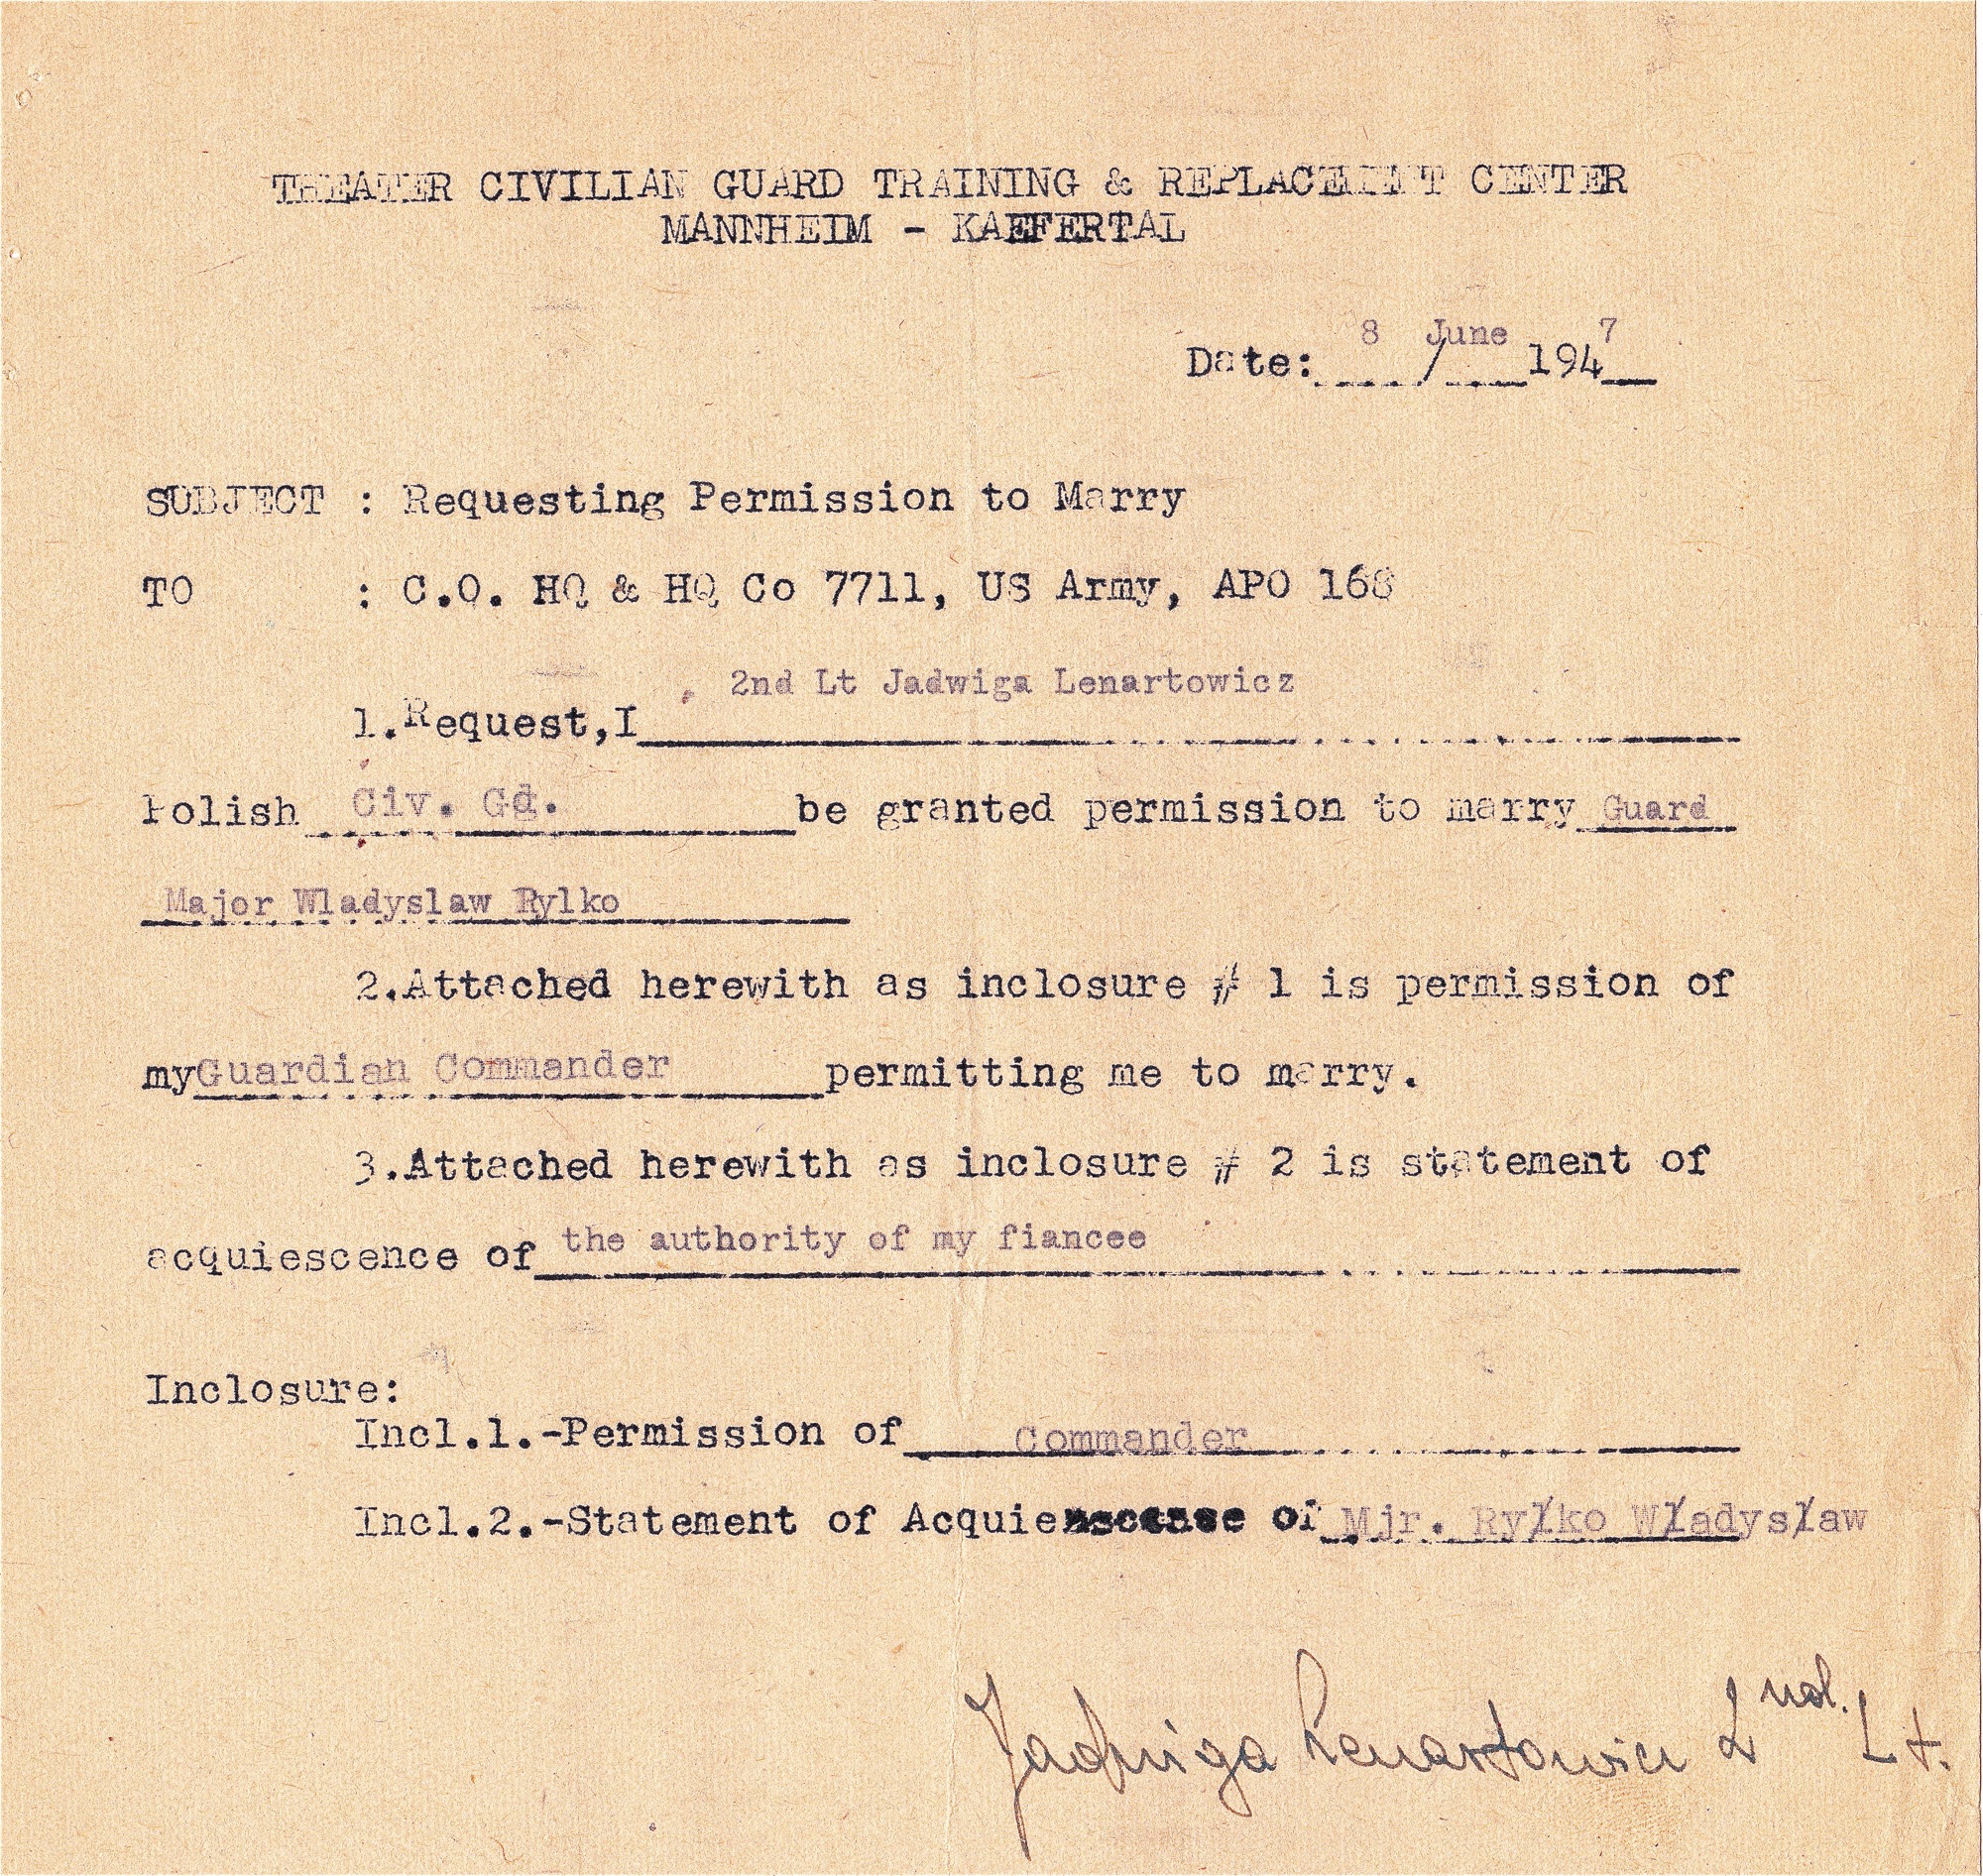 THEATER CIVILIAN GUARD TRAINING & REPLACEMENT CENTER
MANNHEIM - KAEFERTAL
Date: 8 / June 1947
SUBJECT : Requesting Permission to Marry
TO : C.O. HQ & HQ Co 7711, US Army, APO 168
1.Request,I 2nd Lt Jadwiga Lenartowicz
Polish Civ. Gd. be granted permission to marry Guard
Major Wladyslaw Rylko
2.Attached herewith as inclosure # 1 is permission of
my Guardian Commander permitting me to marry.
3.Attached herewith as inclosure # 2 is statement of
acquiescence of the authority of my fiancee
Inclosure:
Incl.1.-Permission of Commander
Incl.2.-Statement of of Mjr. Ryłko Władysław
Jadwiga Lenartowicz 2nd. Lt.